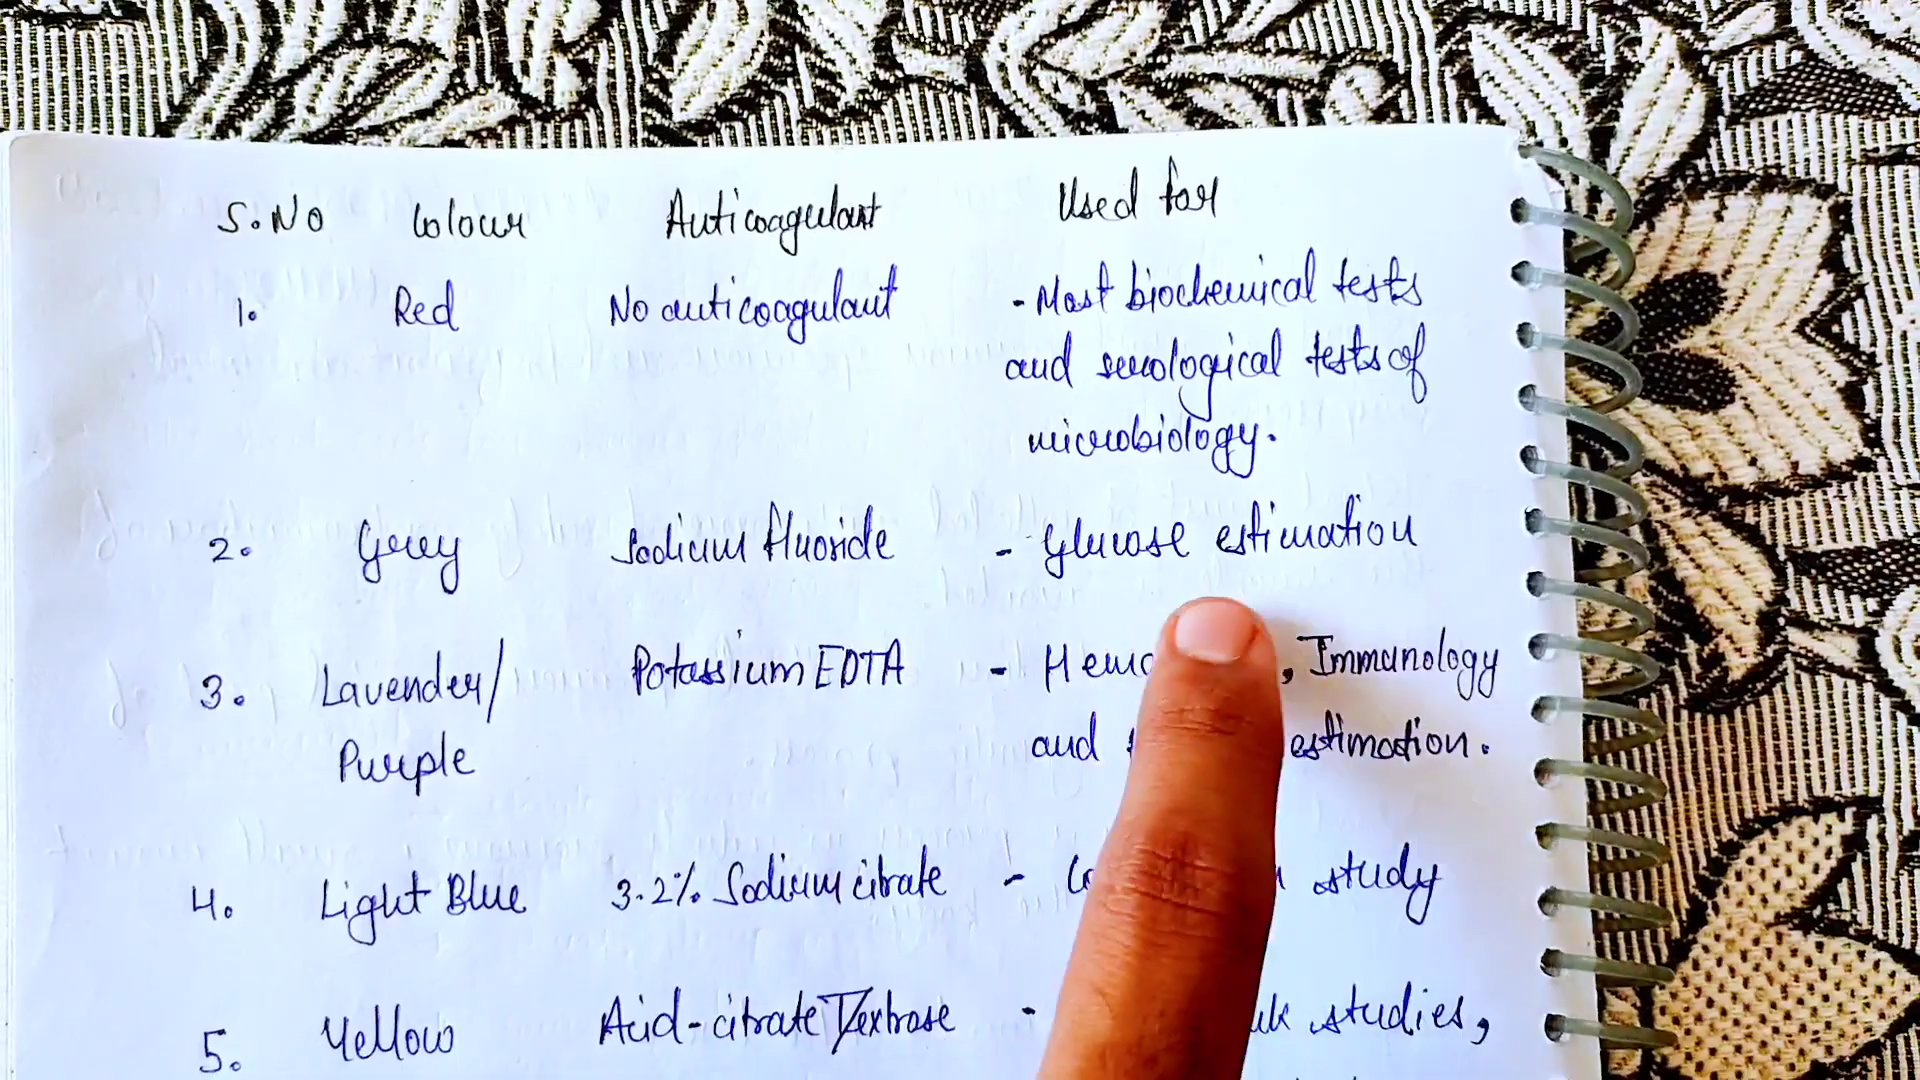 S.No Colour Anticoagulant Used for
1. Red No anticoagulant - Most biochemical tests
and serological tests of
microbiology.
2. Grey Sodium fluoride - Glucose estimation
3. Lavender/ Potassium EDTA - , Immunology
Purple and estimation.
4. Light Blue 3.2% Sodium citrate - study
5. Yellow Acid-citrate Dextrose - studies,